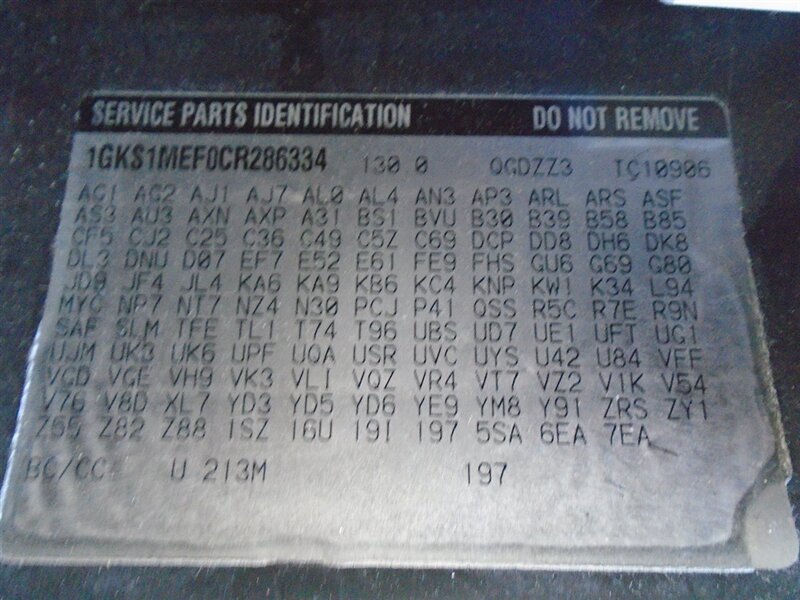 SERVICE PARTS IDENTIFICATION DO NOT REMOVE
1GKS1MEF0CR286334 130 0 QGDZZ3 TC10906
AG1 AG2 AJ1 AJ7 AL0 AL4 AN3 AP3 ARL ARS ASF
AS3 AU3 AXN AXP A31 BS1 BVU B30 B39 B58 B85
CF5 CJ2 C25 C36 C49 C5Z C69 DCP DD8 DH6 DK8
DL3 DNU D07 EF7 E52 E61 FE9 FHS GU6 G69 G80
JD9 JF4 JL4 KA6 KA9 KB6 KC4 KNP KW1 K34 L94
MYC NP7 NT7 NZ4 N30 PCJ P41 QSS R5C R7E R9N
SAF SLM TFE TL1 T74 T96 UBS UD7 UE1 UFT UG1
UJM UK3 UK6 UPF UQA USR UVC UYS U42 U84 VFF
VGD VGE VH9 VK3 VLI VQZ VR4 VT7 VZ2 V1K V54
V76 V8D XL7 YD3 YD5 YD6 YE9 YM8 Y91 ZRS ZY1
Z55 Z82 Z88 1SZ 16U 19I 197 5SA 6EA 7EA
BC/CC U 213M 197